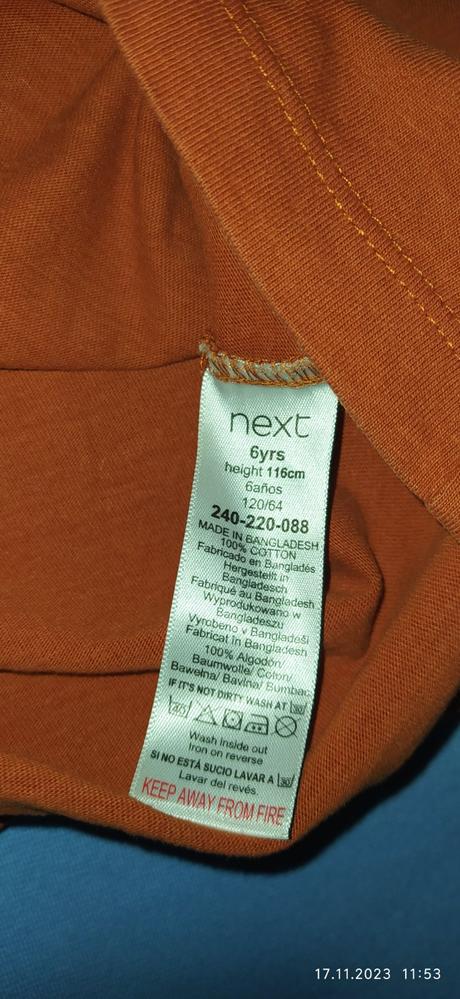 next
6yrs
height 116cm
6años
120/64
240-220-088
MADE IN BANGLADESH
100% COTTON
Fabricado en Bangladés
Hergestellt in
Bangladesch
Fabriqué au Bangladesh
Wyprodukowano w
Bangladeszu
Vyrobeno v Bangladéši
Fabricat în Bangladesh
100% Algodón/
Baumwolle/ Coton/
Bawełna/ Bavlna/ Bumbac
IF IT'S NOT DIRTY WASH AT 30
40
Wash inside out
Iron on reverse
SI NO ESTÁ SUCIO LAVAR A 30
Lavar del revés.
KEEP AWAY FROM FIRE
17.11.2023 11:53